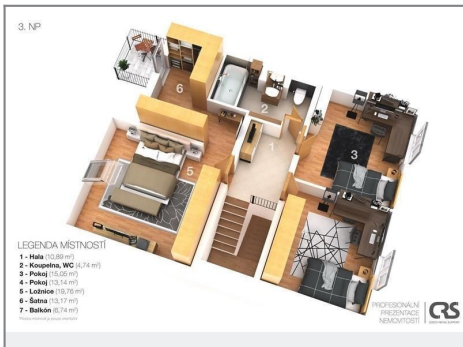 3. NP
6
2
1
3
5
LEGENDA MÍSTNOSTÍ
1 - Hala (10,89 m²)
2 - Koupelna, WC (4,74 m²)
3 - Pokoj (15,05 m²)
4 - Pokoj (13,14 m²)
5 - Ložnice (19,76 m²)
6 - Šatna (13,17 m²)
7 - Balkón (6,74 m²)
PROFESIONÁLNÍ
PREZENTACE
NEMOVITOSTÍ
CRS